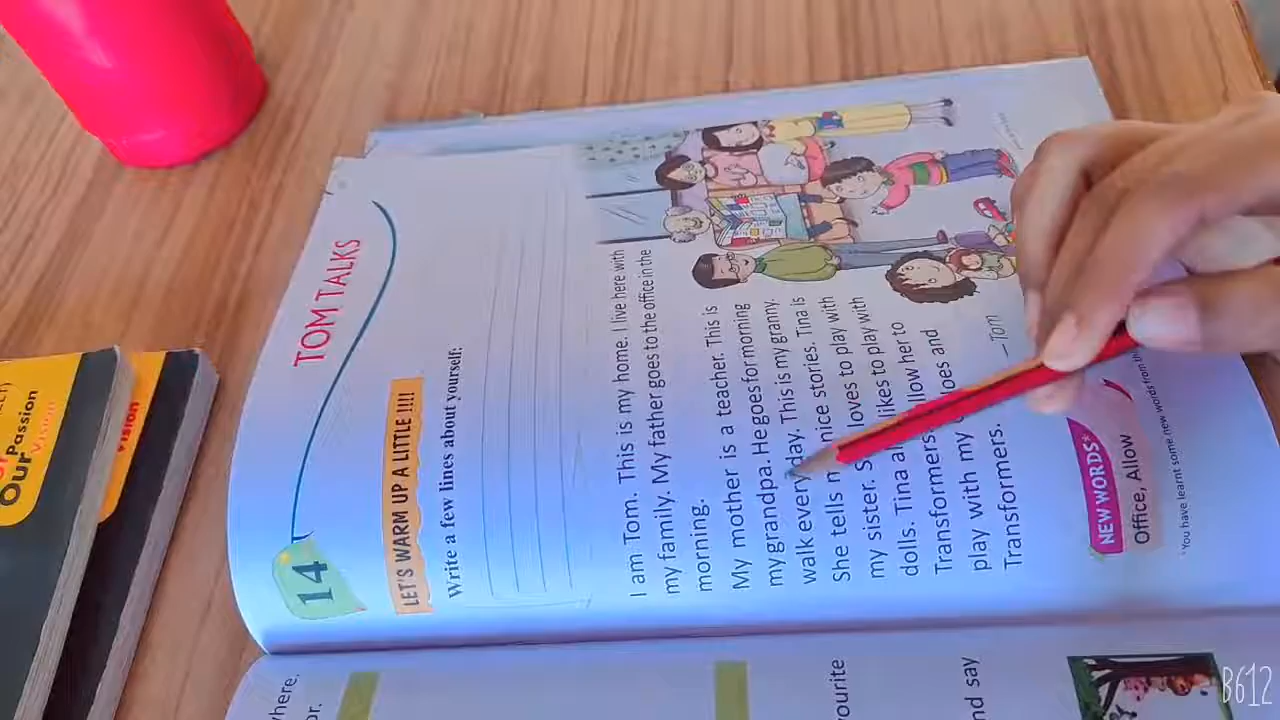 14
TOM TALKS
LET'S WARM UP A LITTLE !!!!
Write a few lines about yourself:
I am Tom. This is my home. I live here with
my family. My father goes to the office in the
morning.
My mother is a teacher. This is
my grandpa. He goes for morning
walk every day. This is my granny.
She tells nice stories. Tina is
my sister. loves to play with
dolls. Tina likes to play with
Transformers. allow her to
play with my and
Transformers.
— Tom
NEW WORDS*
Office, Allow
*You have learnt some new words from
Our Passion
Vision
Vision
ourite
nd say
B612